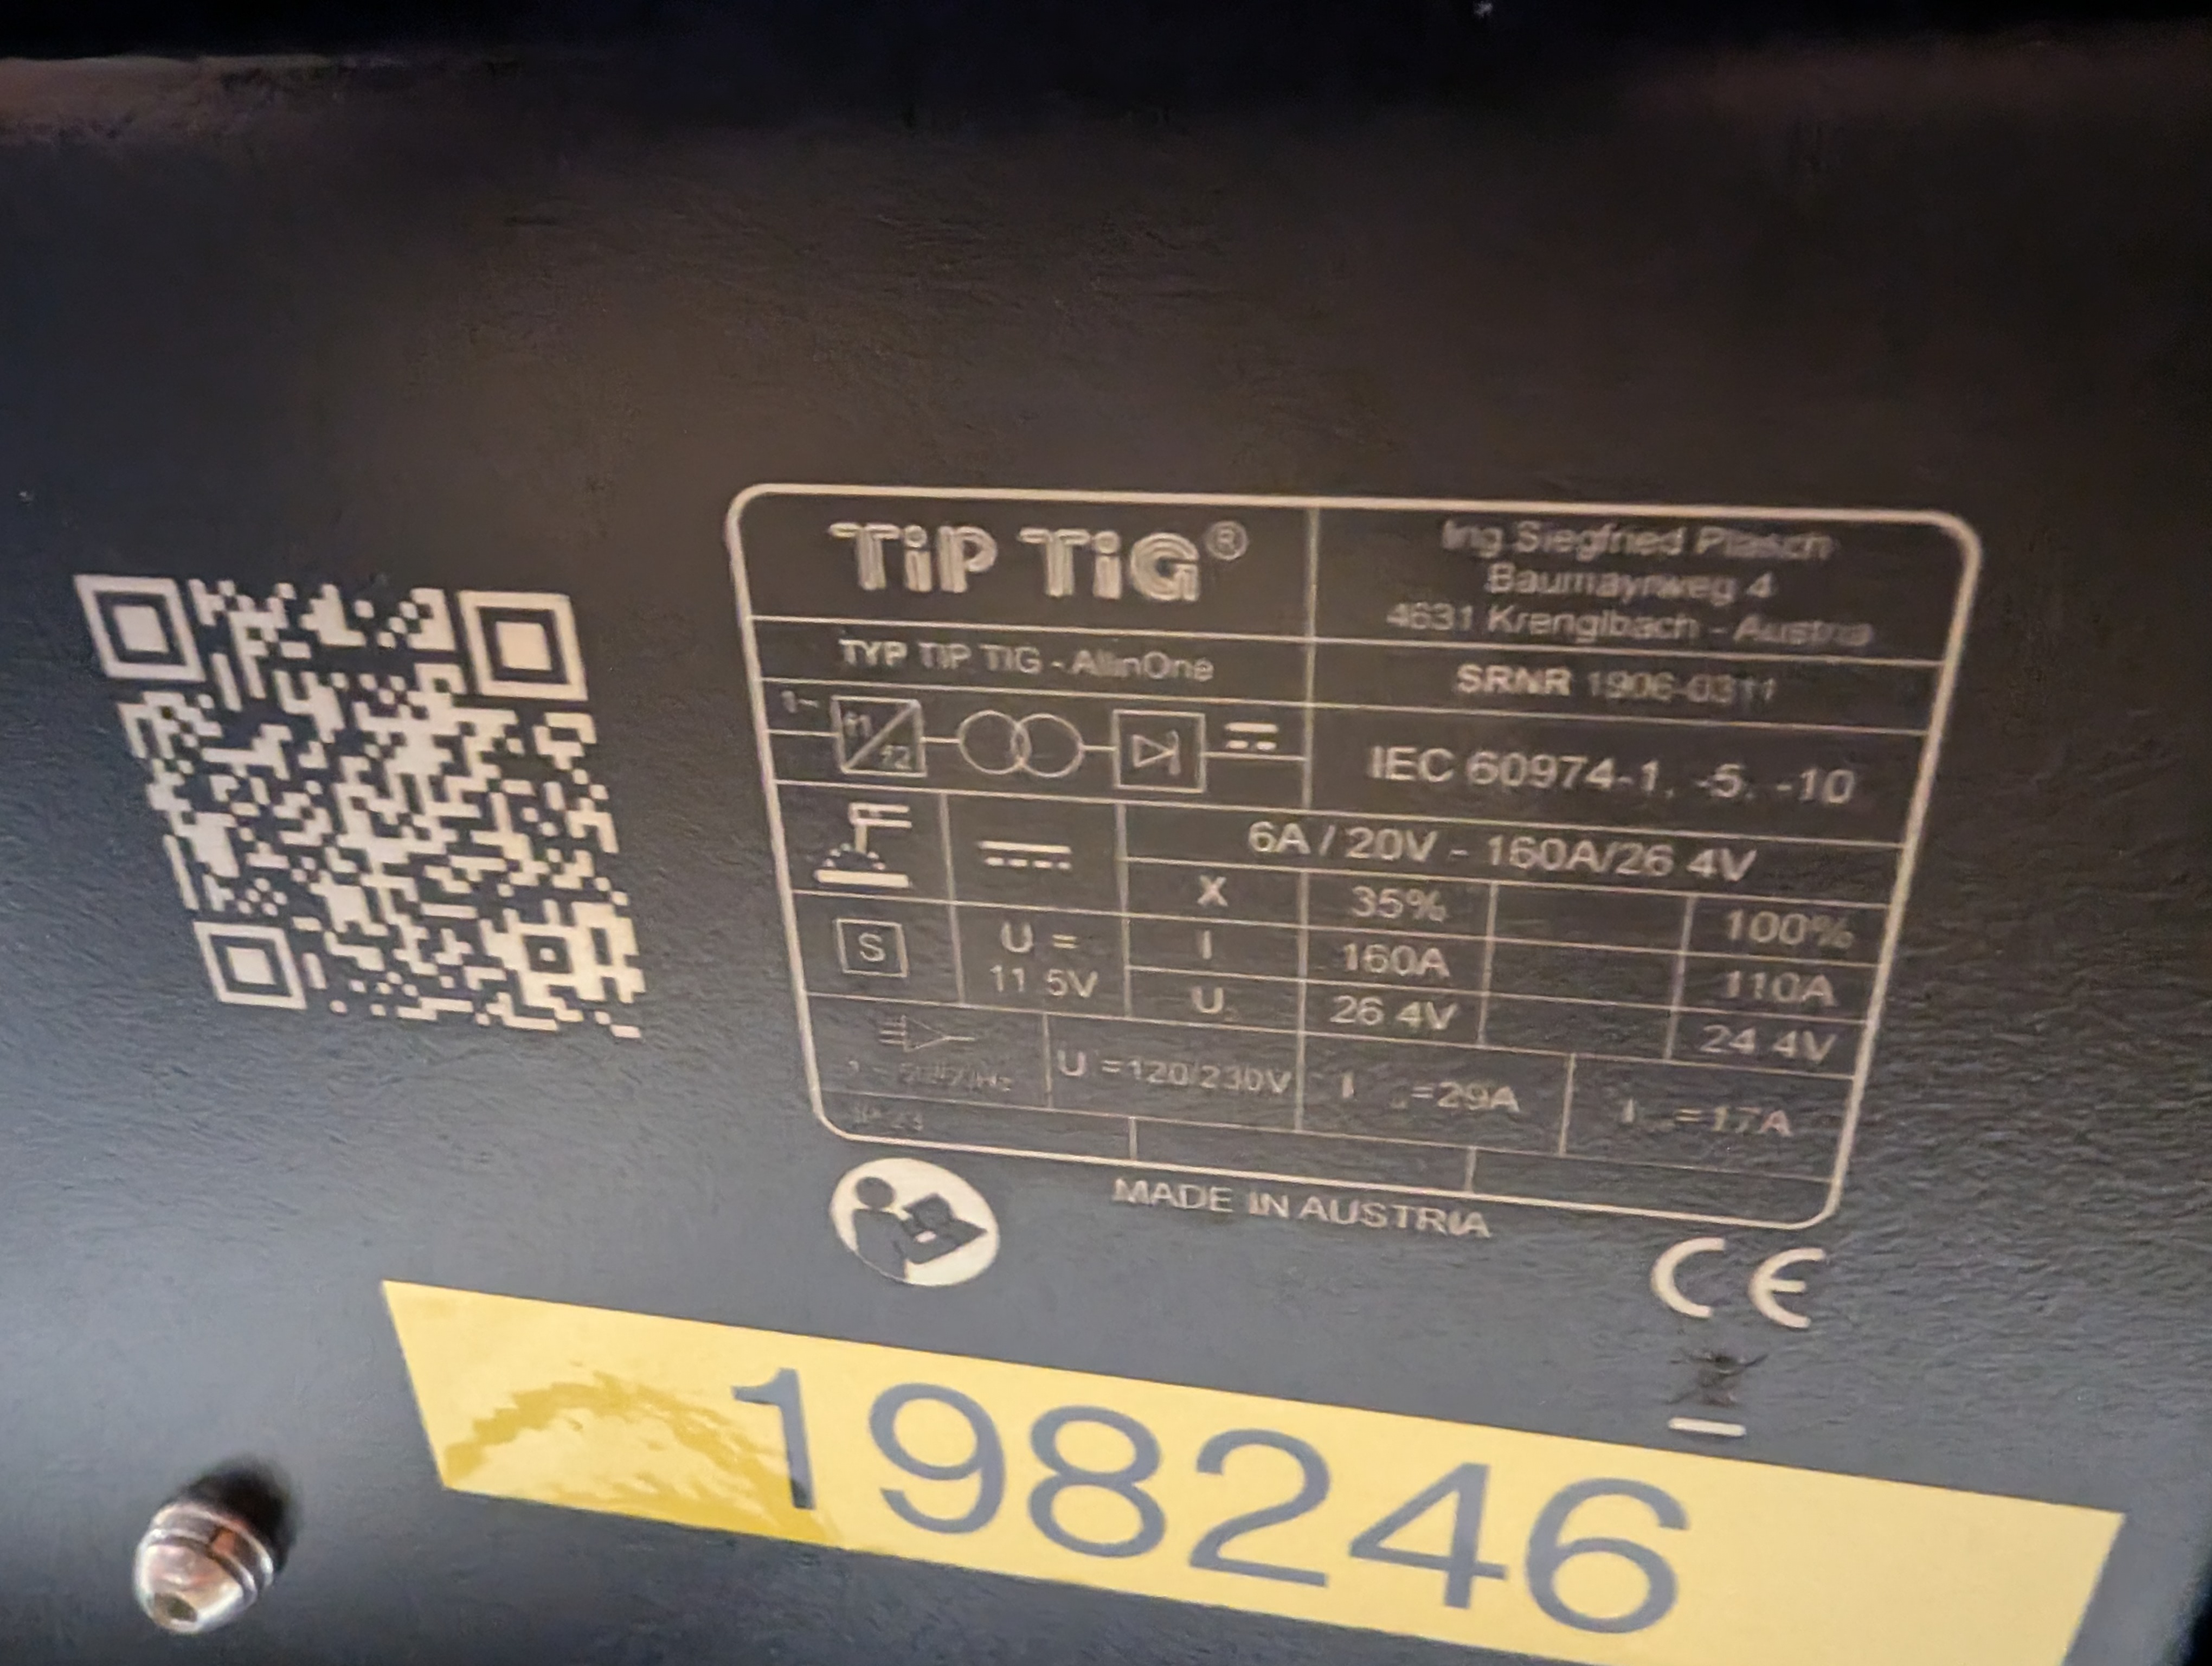 TiP TiG®
Ing.Siegfried Plasch
Baumayrweg 4
4631 Krenglbach - Austria
TYP TIP TIG - AllinOne
SRNR 1906-0311
1~
f1
f2
IEC 60974-1, -5, -10
6A / 20V - 160A/26 4V
X 35% 100%
S
U =
11 5V
I 160A 110A
U 26 4V 24 4V
U =120/230V
I =29A
I =17A
IP 23
MADE IN AUSTRIA
CE
198246